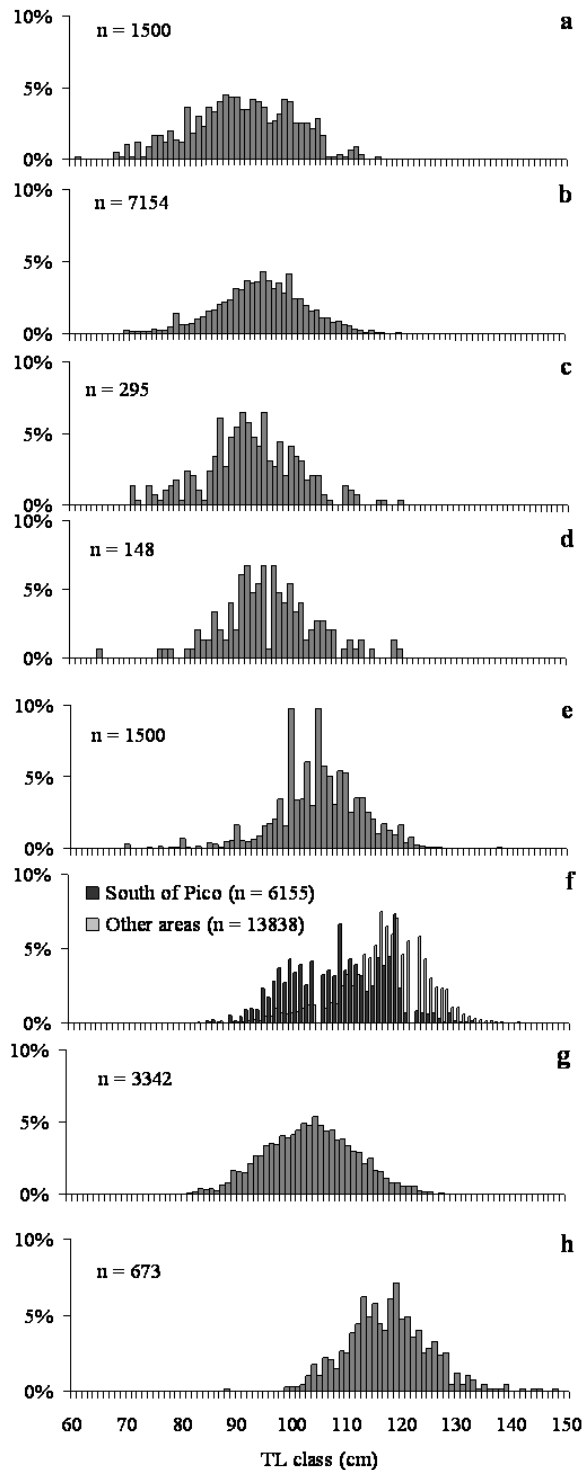 10%
a
n = 1500
5%
0%
10%
b
n = 7154
5%
0%
10%
c
n = 295
5%
0%
10%
d
n = 148
5%
0%
10%
e
n = 1500
5%
0%
10%
f
South of Pico (n = 6155)
Other areas (n = 13838)
5%
0%
10%
g
n = 3342
5%
0%
10%
h
n = 673
5%
0%
60 70 80 90 100 110 120 130 140 150
TL class (cm)